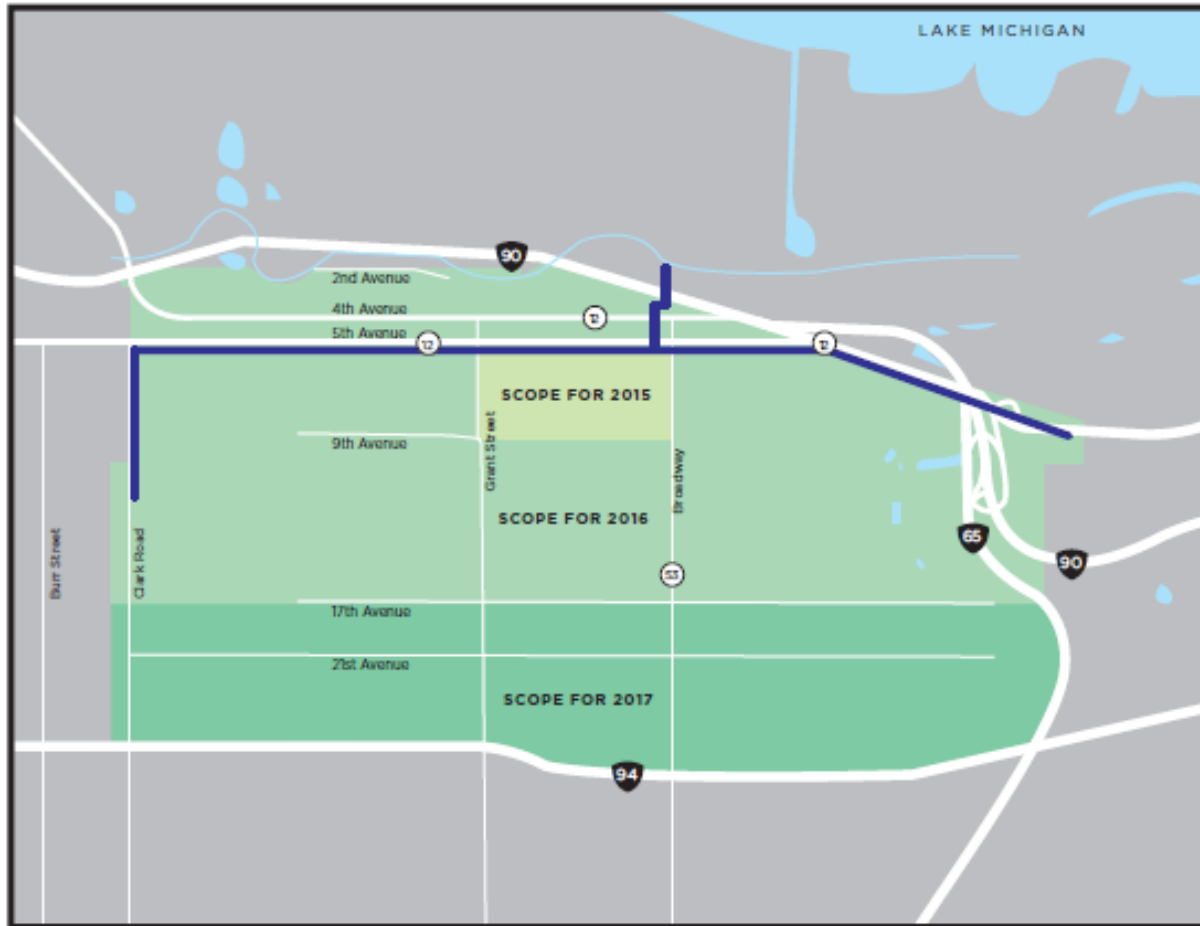 LAKE MICHIGAN
90
2nd Avenue
4th Avenue
12
5th Avenue
12
12
SCOPE FOR 2015
9th Avenue
Grant Street
Broadway
SCOPE FOR 2016
Burr Street
Clark Road
65
90
53
17th Avenue
21st Avenue
SCOPE FOR 2017
94